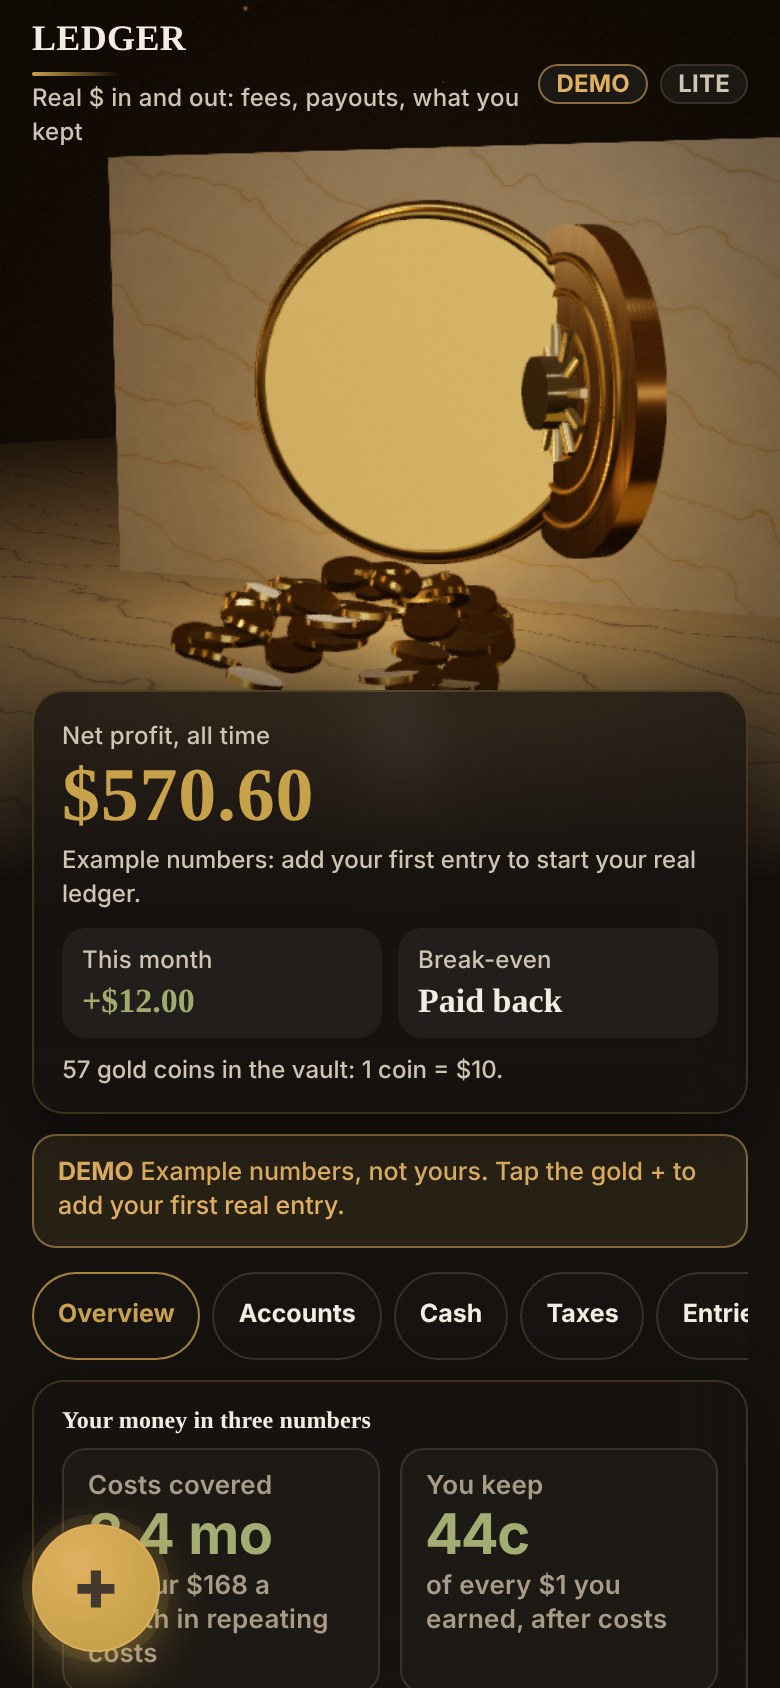 LEDGER
Real $ in and out: fees, payouts, what you
kept
DEMO
LITE
Net profit, all time
$570.60
Example numbers: add your first entry to start your real
ledger.
This month
+$12.00
Break-even
Paid back
57 gold coins in the vault: 1 coin = $10.
DEMO Example numbers, not yours. Tap the gold + to
add your first real entry.
Overview
Accounts
Cash
Taxes
Your money in three numbers
Costs covered
4 mo
$168 a
in repeating
costs
You keep
44c
of every $1 you
earned, after costs
+